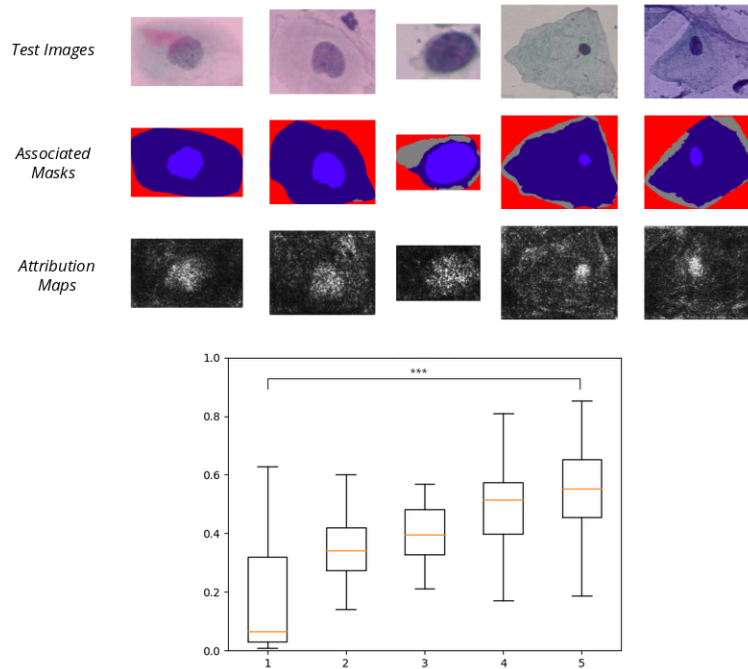 Test Images
Associated
Masks
Attribution
Maps
1.0
***
0.8
0.6
0.4
0.2
0.0
1 2 3 4 5